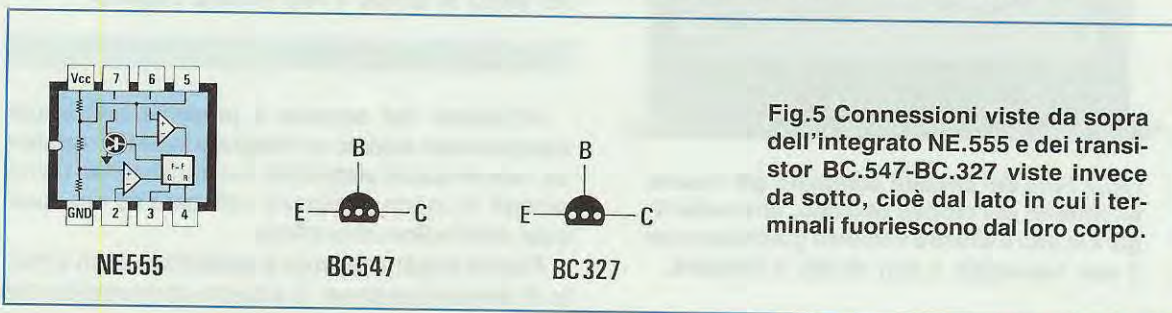 Vcc 7 6 5
f-f
Q R
GND 2 3 4
NE555
B
E C
BC547
B
E C
BC327
Fig.5 Connessioni viste da sopra
dell'integrato NE.555 e dei transi-
stor BC.547-BC.327 viste invece
da sotto, cioè dal lato in cui i ter-
minali fuoriescono dal loro corpo.